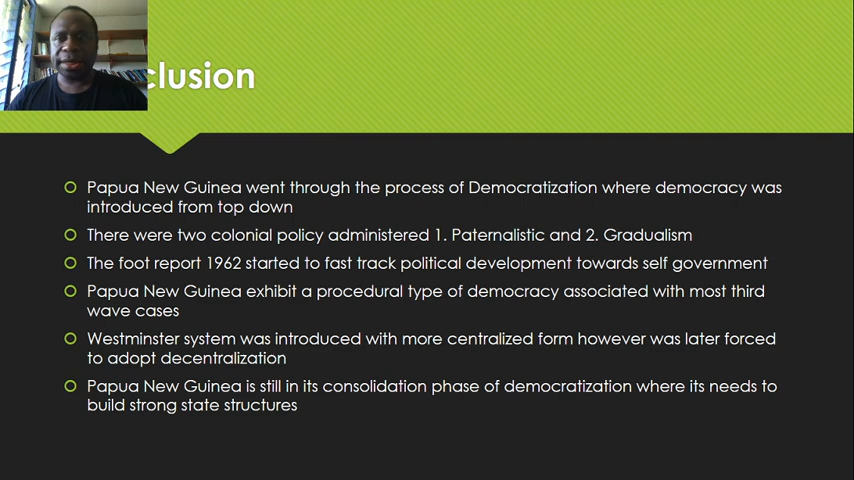 clusion
Papua New Guinea went through the process of Democratization where democracy was
introduced from top down
There were two colonial policy administered 1. Paternalistic and 2. Gradualism
The foot report 1962 started to fast track political development towards self government
Papua New Guinea exhibit a procedural type of democracy associated with most third
wave cases
Westminster system was introduced with more centralized form however was later forced
to adopt decentralization
Papua New Guinea is still in its consolidation phase of democratization where its needs to
build strong state structures